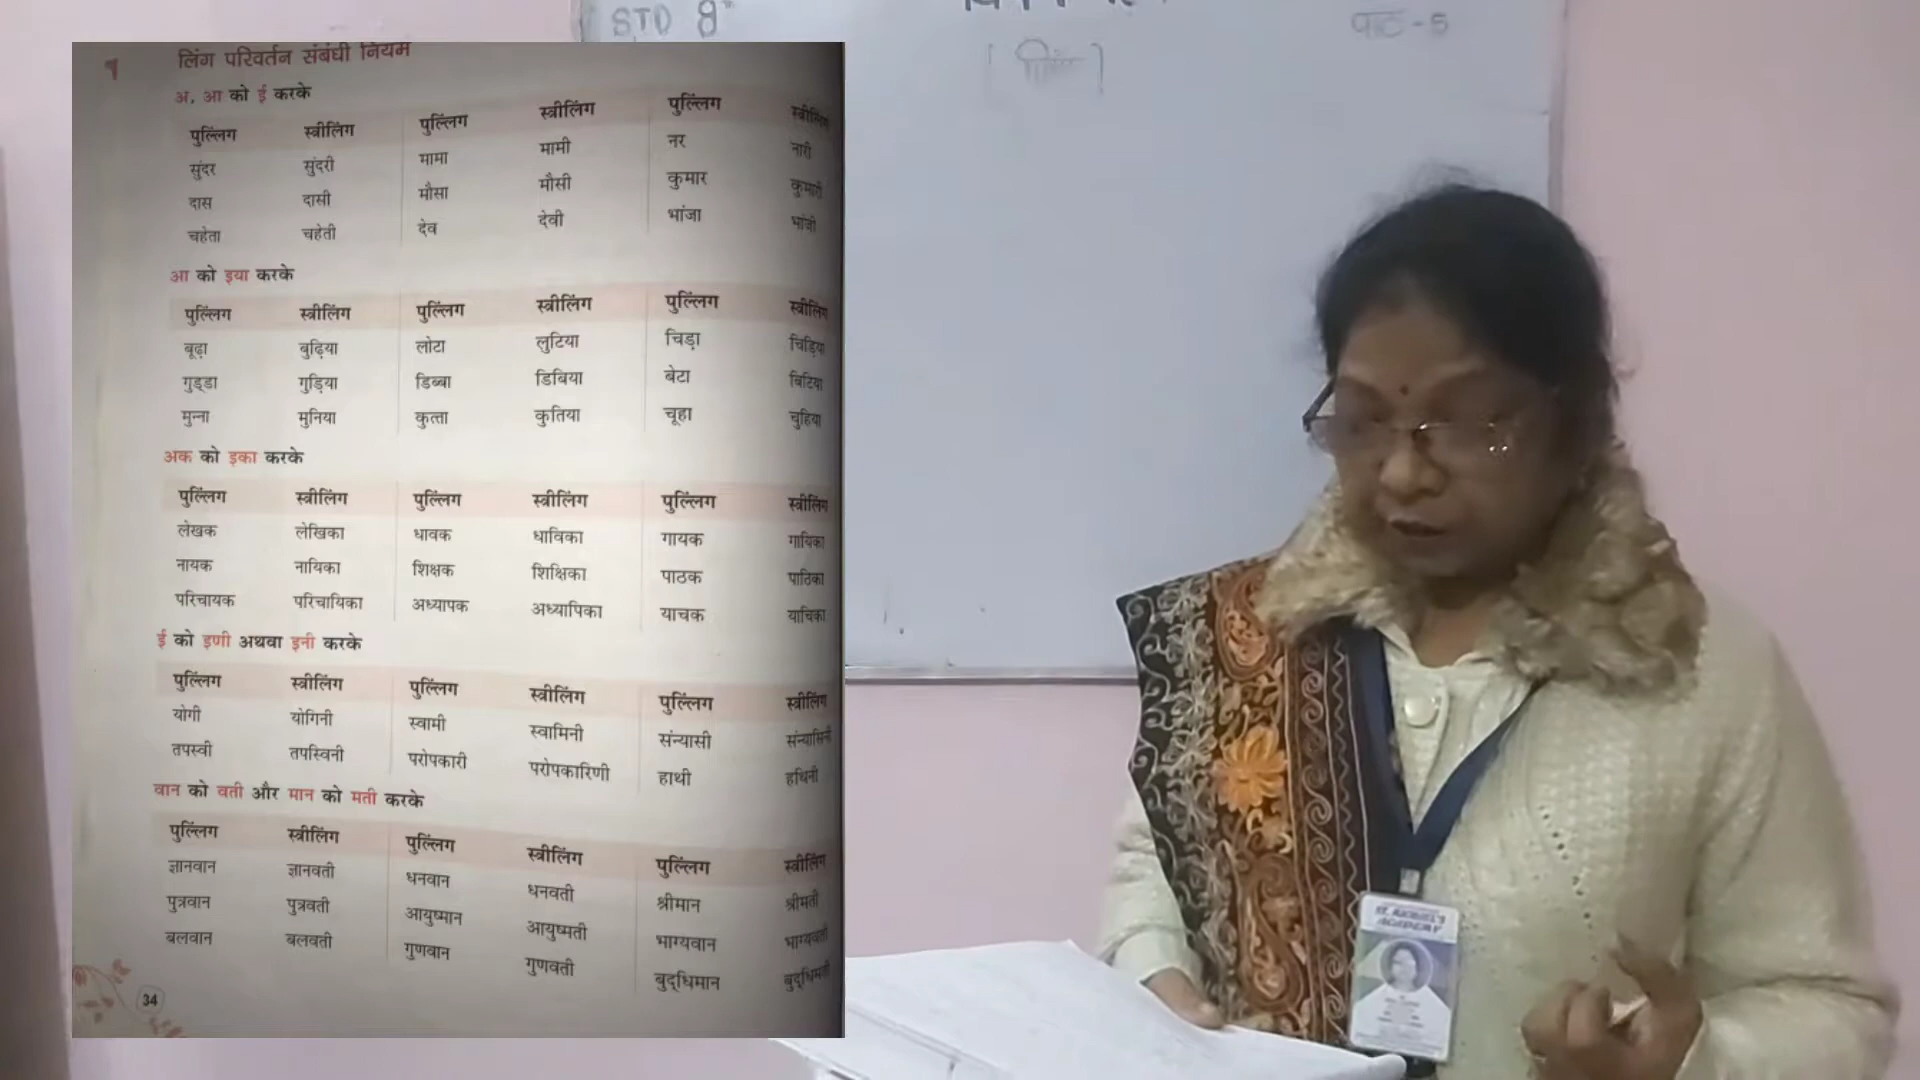 STD 8
पाठ - 5
लिंग परिवर्तन संबंधी नियम
अ, आ को ई करके
पुल्लिंग स्त्रीलिंग पुल्लिंग स्त्रीलिंग पुल्लिंग स्त्रीलिंग
सुंदर सुंदरी मामा मामी नर नारी
दास दासी मौसा मौसी कुमार कुमारी
चहेता चहेती देव देवी भांजा भांजी
आ को इया करके
पुल्लिंग स्त्रीलिंग पुल्लिंग स्त्रीलिंग पुल्लिंग स्त्रीलिंग
बूढ़ा बुढ़िया लोटा लुटिया चिड़ा चिड़िया
गुड्डा गुड़िया डिब्बा डिबिया बेटा बिटिया
मुन्ना मुनिया कुत्ता कुतिया चूहा चुहिया
अक को इका करके
पुल्लिंग स्त्रीलिंग पुल्लिंग स्त्रीलिंग पुल्लिंग स्त्रीलिंग
लेखक लेखिका धावक धाविका गायक गायिका
नायक नायिका शिक्षक शिक्षिका पाठक पाठिका
परिचायक परिचायिका अध्यापक अध्यापिका याचक याचिका
ई को इणी अथवा इनी करके
पुल्लिंग स्त्रीलिंग पुल्लिंग स्त्रीलिंग पुल्लिंग स्त्रीलिंग
योगी योगिनी स्वामी स्वामिनी संन्यासी संन्यासिनी
तपस्वी तपस्विनी परोपकारी परोपकारिणी हाथी हथिनी
वान को वती और मान को मती करके
पुल्लिंग स्त्रीलिंग पुल्लिंग स्त्रीलिंग पुल्लिंग स्त्रीलिंग
ज्ञानवान ज्ञानवती धनवान धनवती श्रीमान श्रीमती
पुत्रवान पुत्रवती आयुष्मान आयुष्मती भाग्यवान भाग्यवती
बलवान बलवती गुणवान गुणवती बुद्धिमान बुद्धिमती
34
ACADEMY